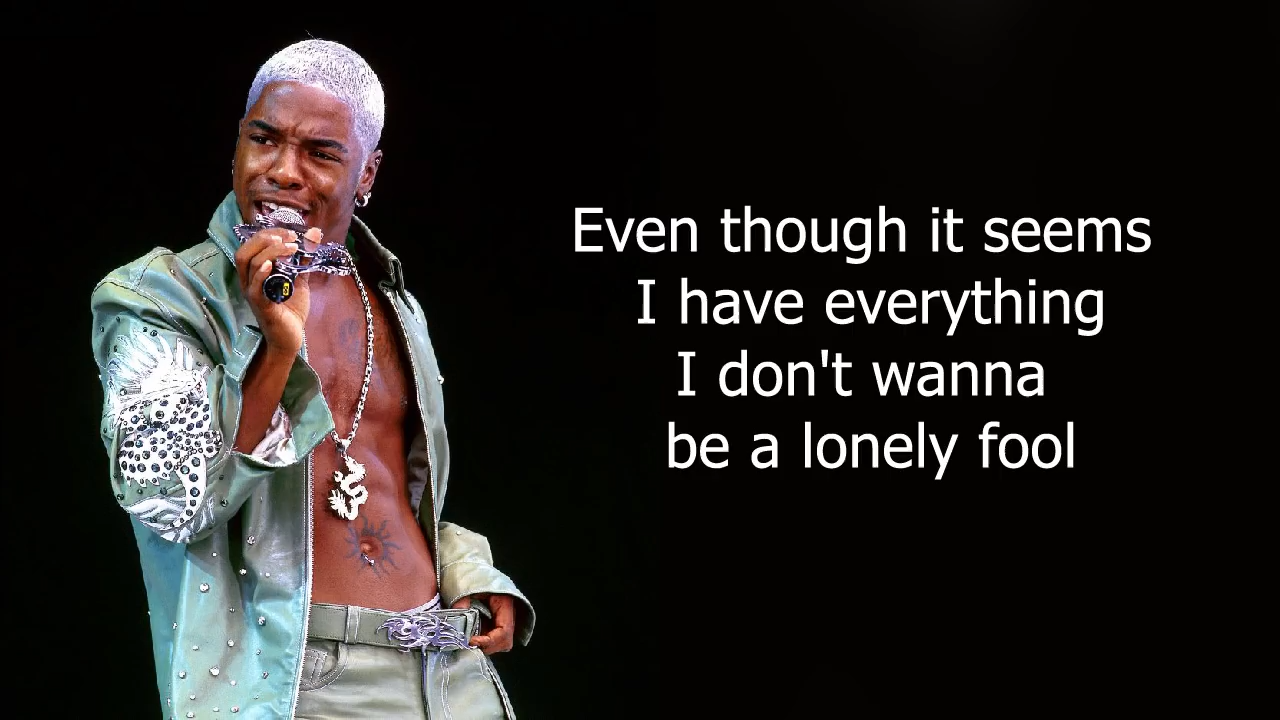 Even though it seems
I have everything
I don't wanna
be a lonely fool